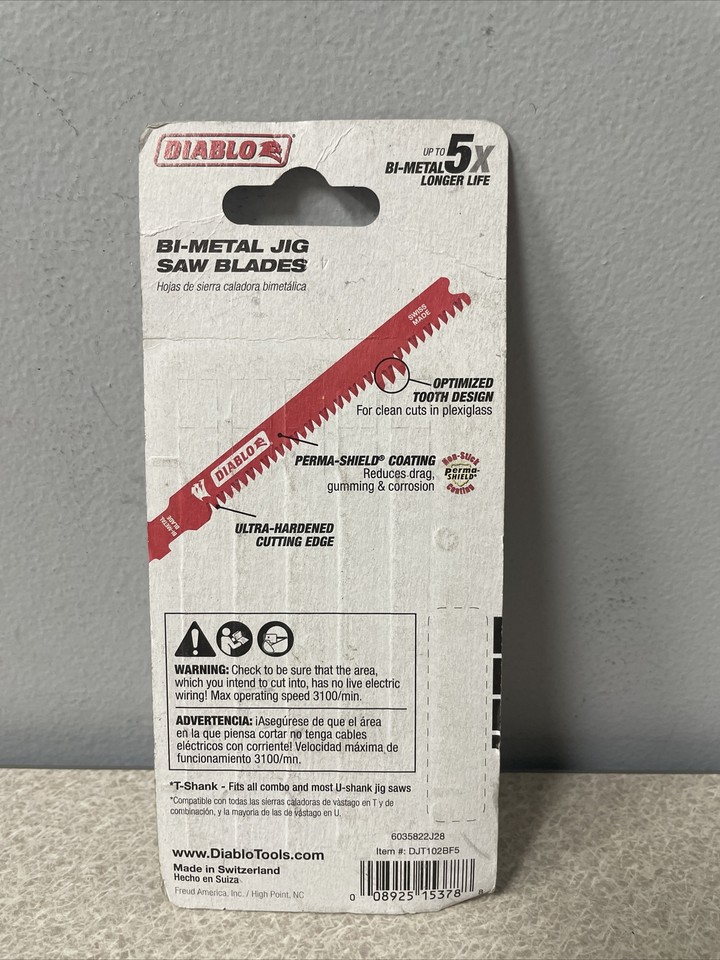 DIABLO
UP TO 5X
BI-METAL
LONGER LIFE
BI-METAL JIG
SAW BLADES
Hojas de sierra caladora bimetálica
SWISS
MADE
OPTIMIZED
TOOTH DESIGN
For clean cuts in plexiglass
DIABLO
PERMA-SHIELD® COATING
Reduces drag,
gumming & corrosion
Non-Stick
Perma-
SHIELD®
Coating
BI-METAL
BLADE
ULTRA-HARDENED
CUTTING EDGE
WARNING: Check to be sure that the area,
which you intend to cut into, has no live electric
wiring! Max operating speed 3100/min.
ADVERTENCIA: ¡Asegúrese de que el área
en la que piensa cortar no tenga cables
eléctricos con corriente! Velocidad máxima de
funcionamiento 3100/mn.
*T-Shank - Fits all combo and most U-shank jig saws
*Compatible con todas las sierras caladoras de vástago en T y de
combinación, y la mayoría de las de vástago en U.
6035822J28
Item #: DJT102BF5
www.DiabloTools.com
Made in Switzerland
Hecho en Suiza
Freud America, Inc. / High Point, NC
0 08925 15378 8